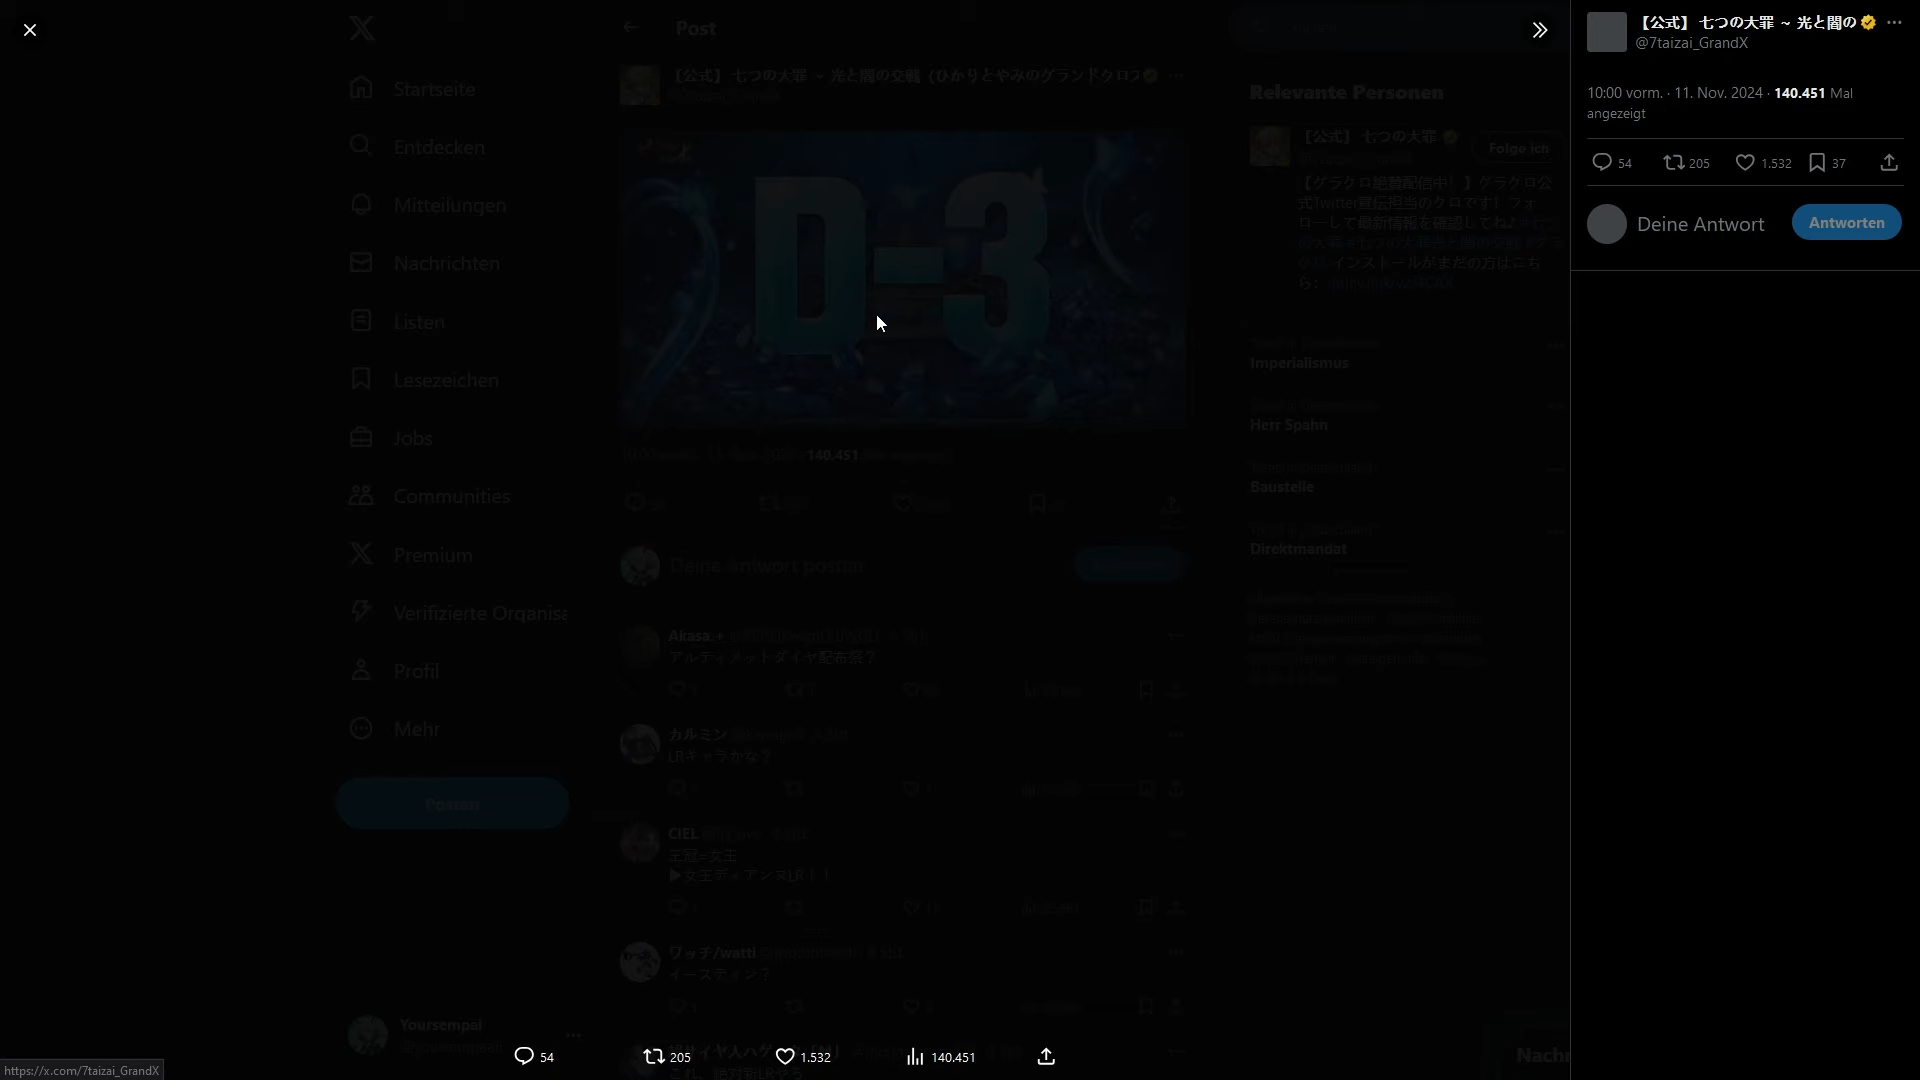 Post
【公式】 七つの大罪 ~ 光と闇の交戦 (ひかりとやみのグランドクロス
Startseite
Entdecken
Mitteilungen
Nachrichten
Listen
Lesezeichen
Jobs
Communities
Premium
Verifizierte Organisa
Profil
Mehr
Posten
Yoursempai
D-3
140.451
Deine Antwort posten
Akasa.+
アルティメットダイヤ配布祭？
カルミン
LRキャラかな？
CIEL
王冠=女王
▶女王ディアンヌLR！！
ワッチ/watti
イースティン？
54
205
1.532
140.451
Relevante Personen
【公式】 七つの大罪
Folge ich
【グラクロ絶賛配信中！】グラクロ公
式Twitter宣伝担当のクロです！フォ
ローして最新情報を確認してね♪
インストールがまだの方はこち
ら：
Imperialismus
Herr Spahn
Baustelle
Direktmandat
Nachr
【公式】 七つの大罪 ~ 光と闇の
@7taizai_GrandX
10:00 vorm. · 11. Nov. 2024 · 140.451 Mal
angezeigt
54
205
1.532
37
Deine Antwort
Antworten
https://x.com/7taizai_GrandX